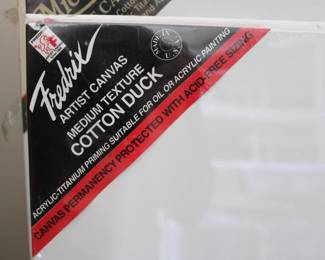 Fredrix
ARTIST CANVAS
MEDIUM TEXTURE
COTTON DUCK
ACRYLIC-TITANIUM PRIMING SUITABLE FOR OIL OR ACRYLIC PAINTING
CANVAS PERMANENCY PROTECTED WITH ACID-FREE SIZING